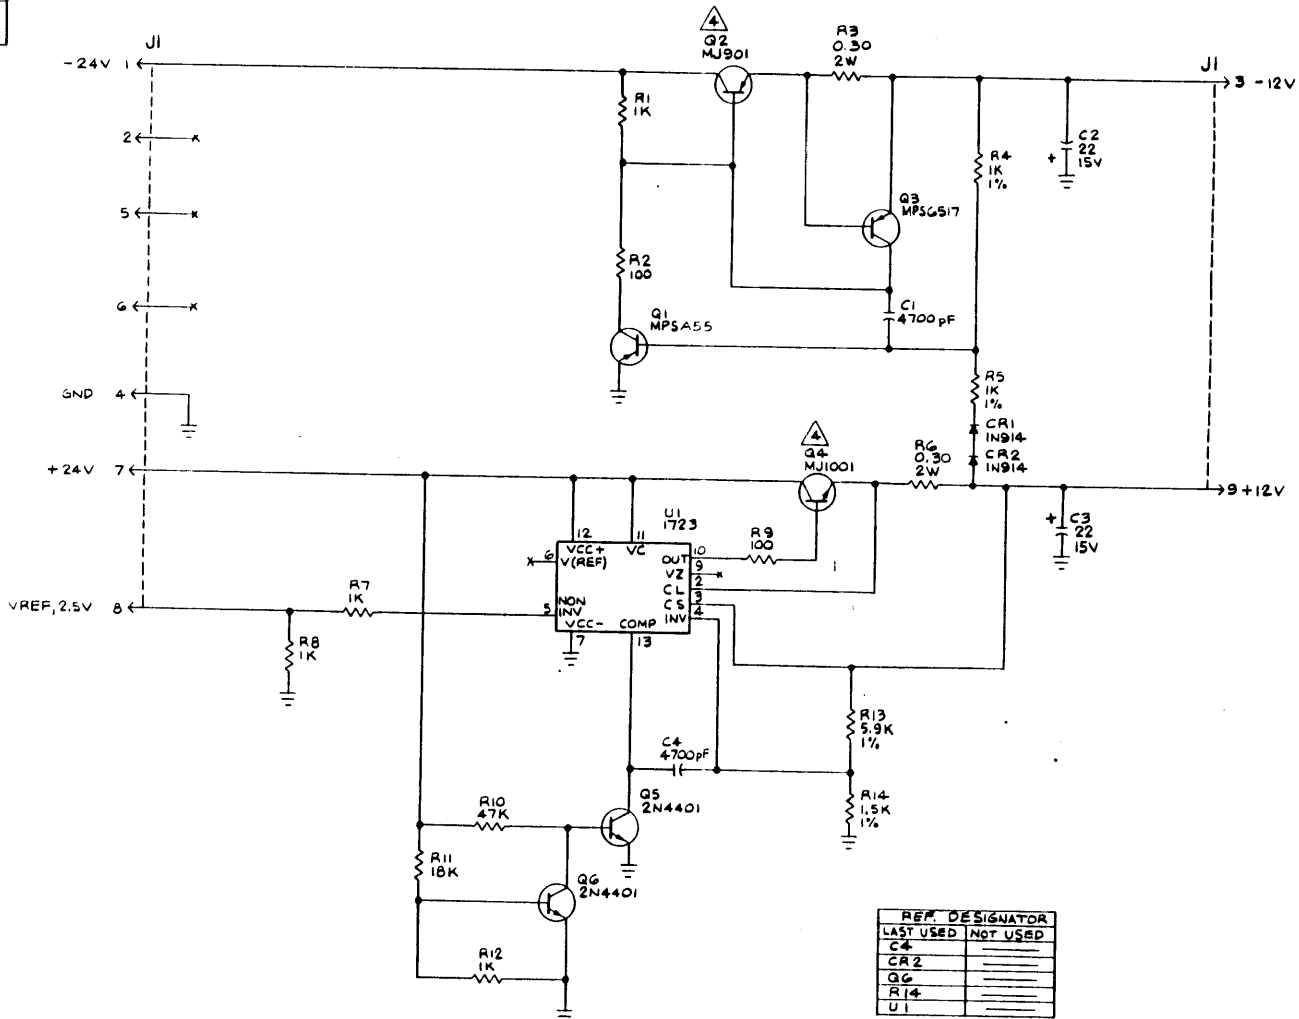 J1
-24V 1
4
Q2
MJ901
R3
0.30
2W
J1
3 -12V
R1
1K
2
C2
22
15V
+
R4
1K
1%
5
Q3
MPS6517
R2
100
6
C1
4700pF
Q1
MPSA55
GND 4
R5
1K
1%
CR1
1N914
CR2
1N914
+24V 7
4
Q4
MJ1001
R6
0.30
2W
9 +12V
+
C3
22
15V
U1
1723
12
11
VCC+
VC
6
V(REF)
OUT
10
R9
100
VZ
9
CL
2
CS
3
INV
4
NON
INV
5
VCC-
COMP
7
13
VREF, 2.5V 8
R7
1K
R8
1K
R13
5.9K
1%
C4
4700pF
R14
1.5K
1%
R10
47K
Q5
2N4401
R11
18K
Q6
2N4401
R12
1K
REF. DESIGNATOR
LAST USED NOT USED
C4
CR2
Q6
R14
U1